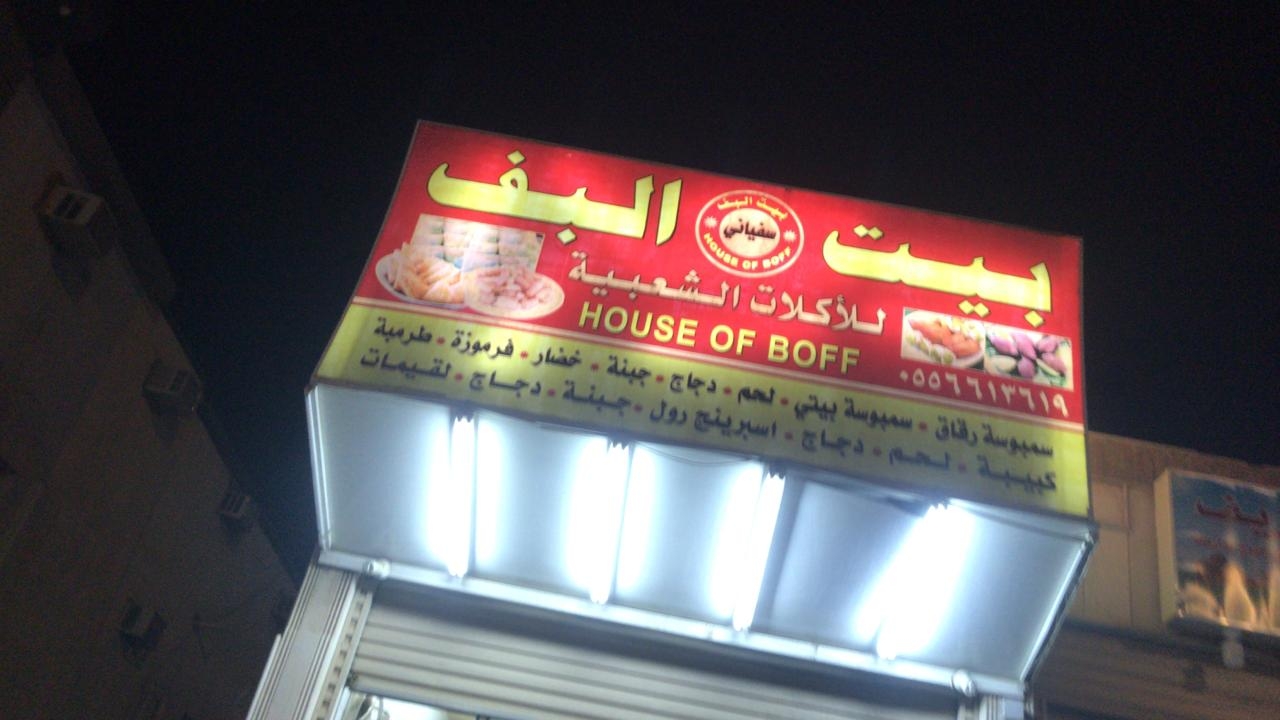 بيت البف
بيت البف
سفياني
HOUSE OF BOFF
للأكلات الشعبية
HOUSE OF BOFF
٠٥٥٦٦١٣٦١٩
سمبوسة رقاق • سمبوسة بيتي • لحم • دجاج • جبنة • خضار • فرموزة • طرمبة
كبيبة • لحم • دجاج • اسبرينج رول • جبنة • دجاج • لقيمات